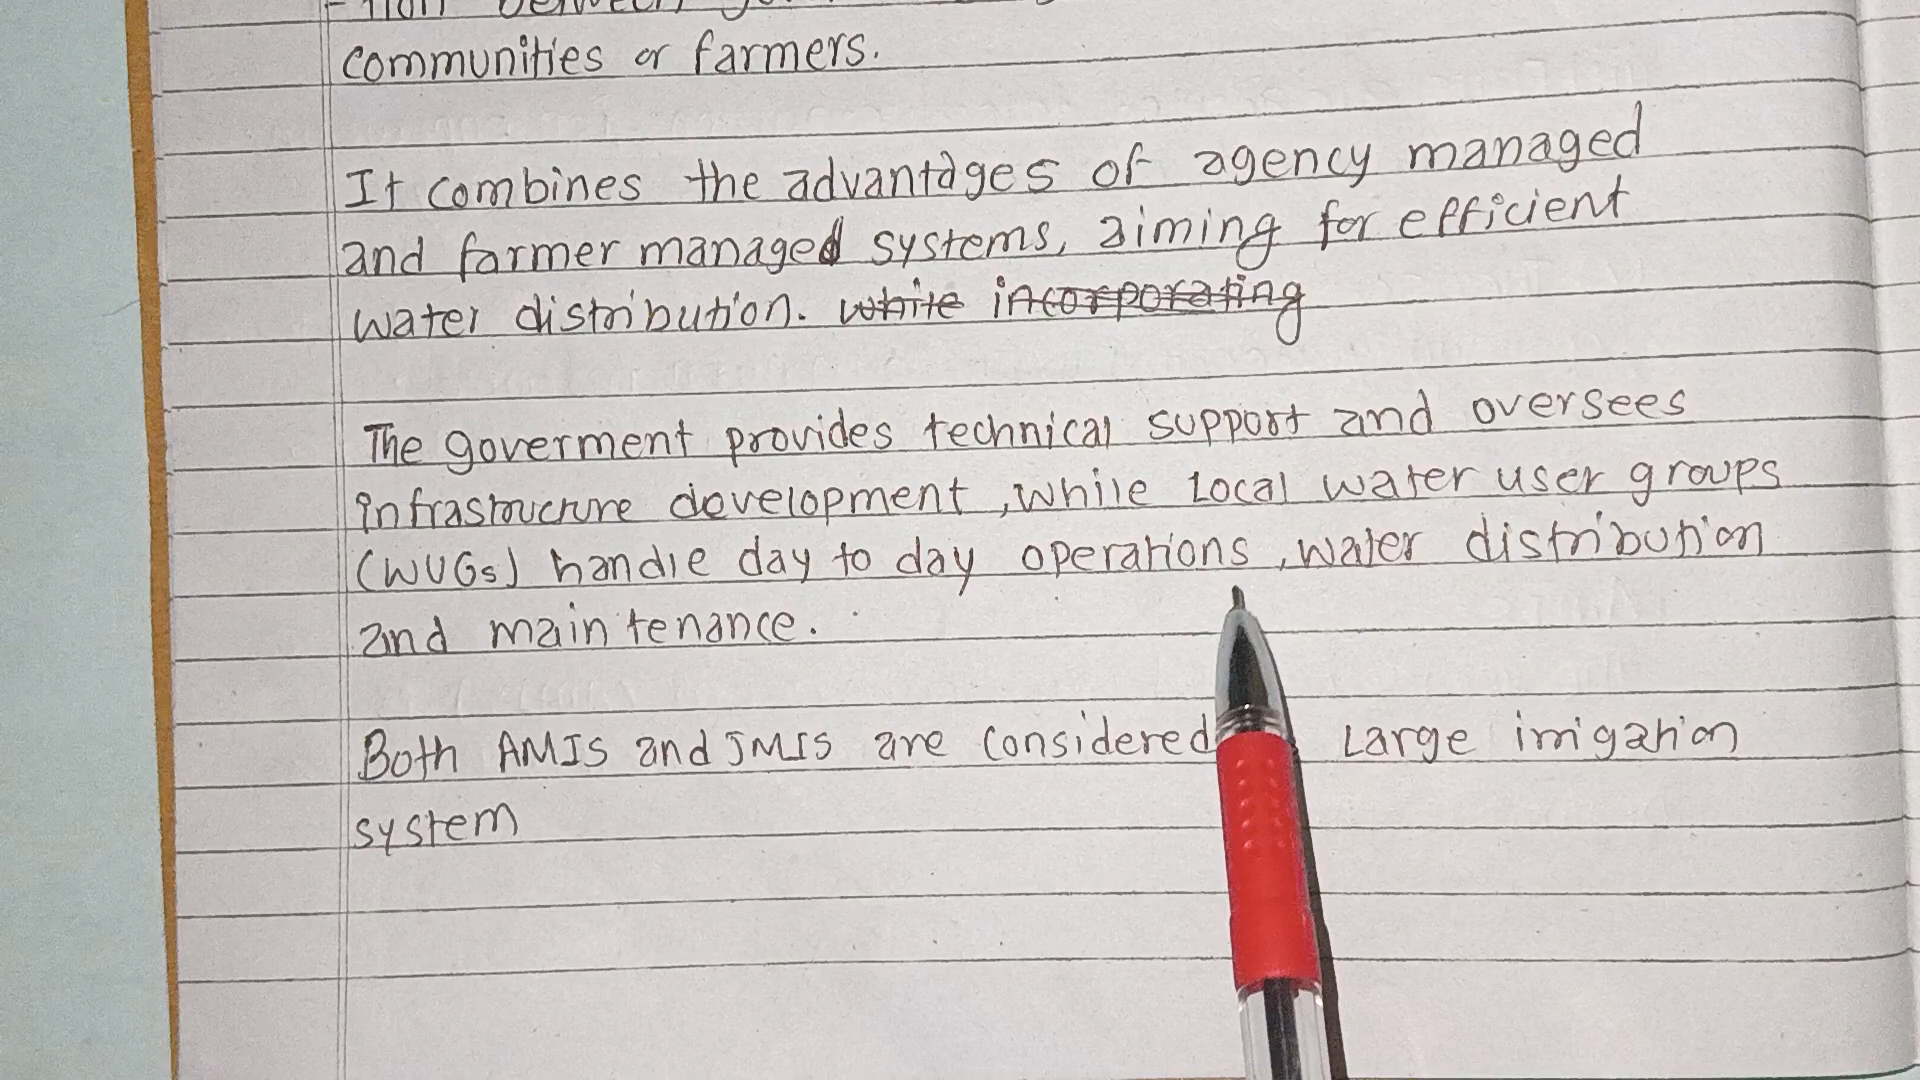 between
communities or farmers.
It combines the advantages of agency managed
and farmer managed systems, aiming for efficient
water distribution. while incorporating
The goverment provides technical support and oversees
infrastructure development, while local water user groups
(WUGs) handle day to day operations, water distribution
and maintenance.
Both AMIS and JMIS are considered Large irrigation
system